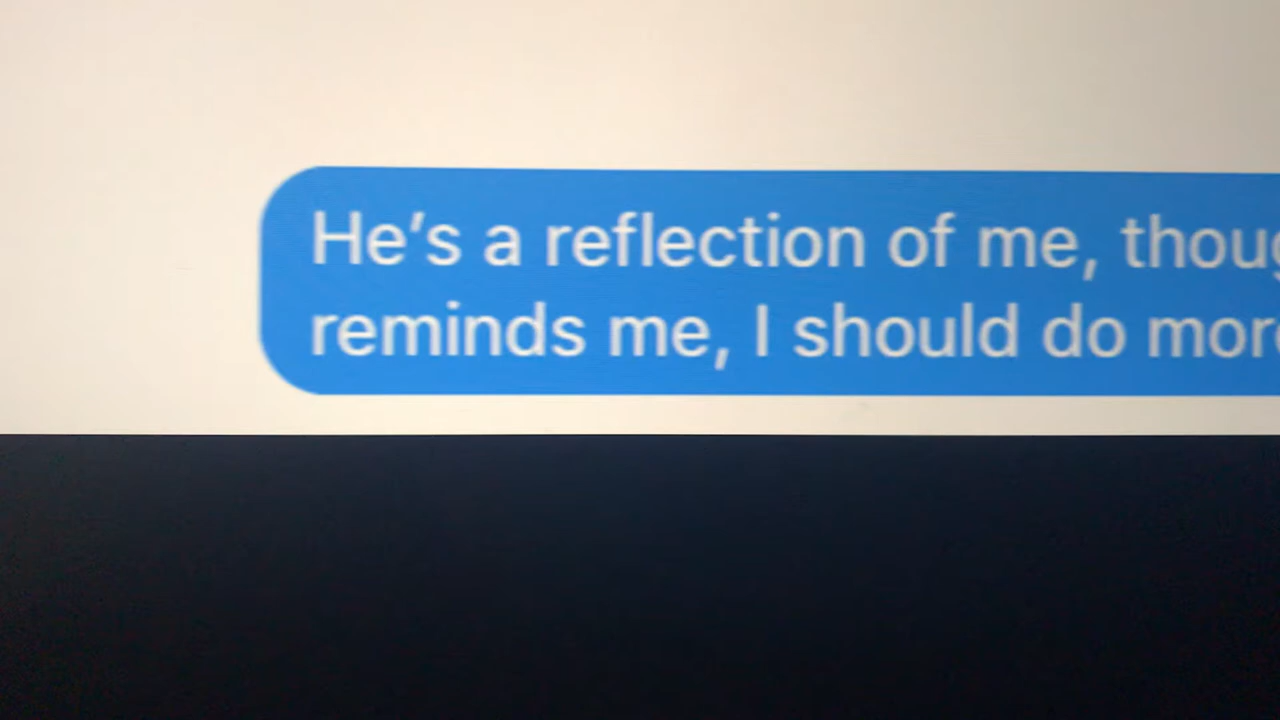 He's a reflection of me,
reminds me, I should do